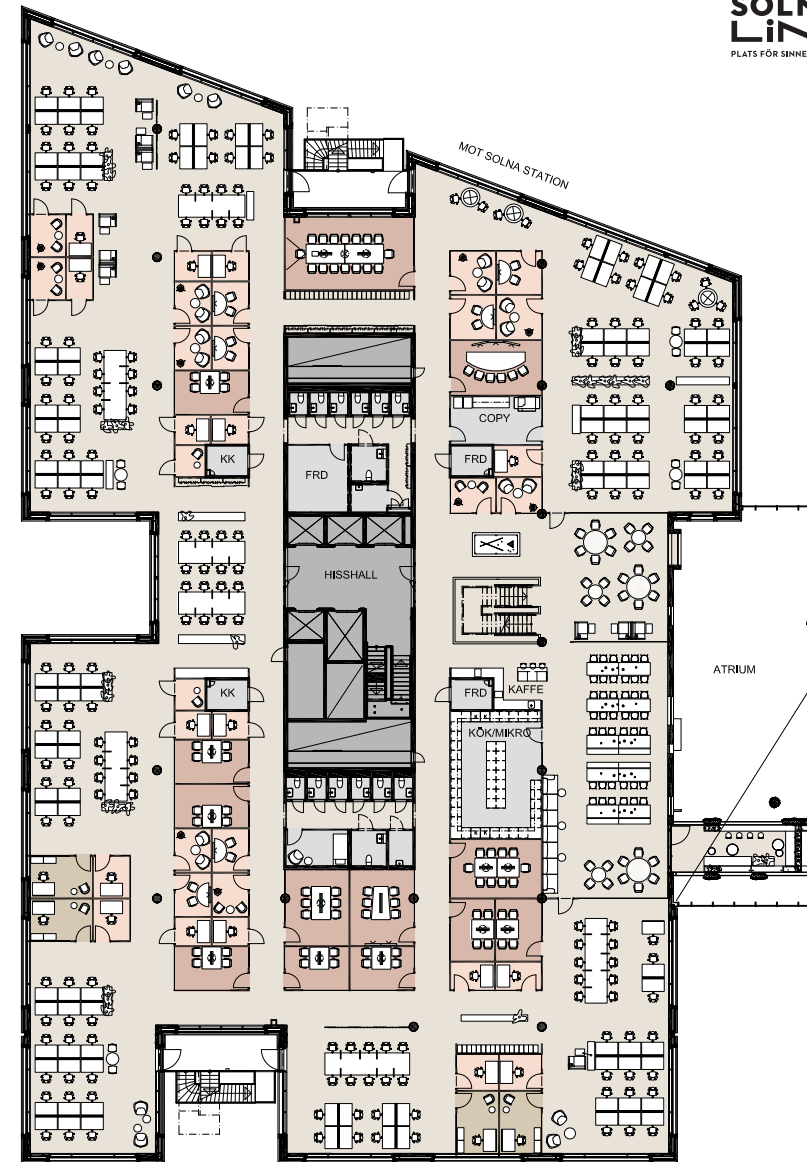 SOLN
LiN
PLATS FÖR SINNE
MOT SOLNA STATION
COPY
KK
FRD
FRD
HISSHALL
ATRIUM
KK
FRD
KAFFE
KÖK/MIKRO